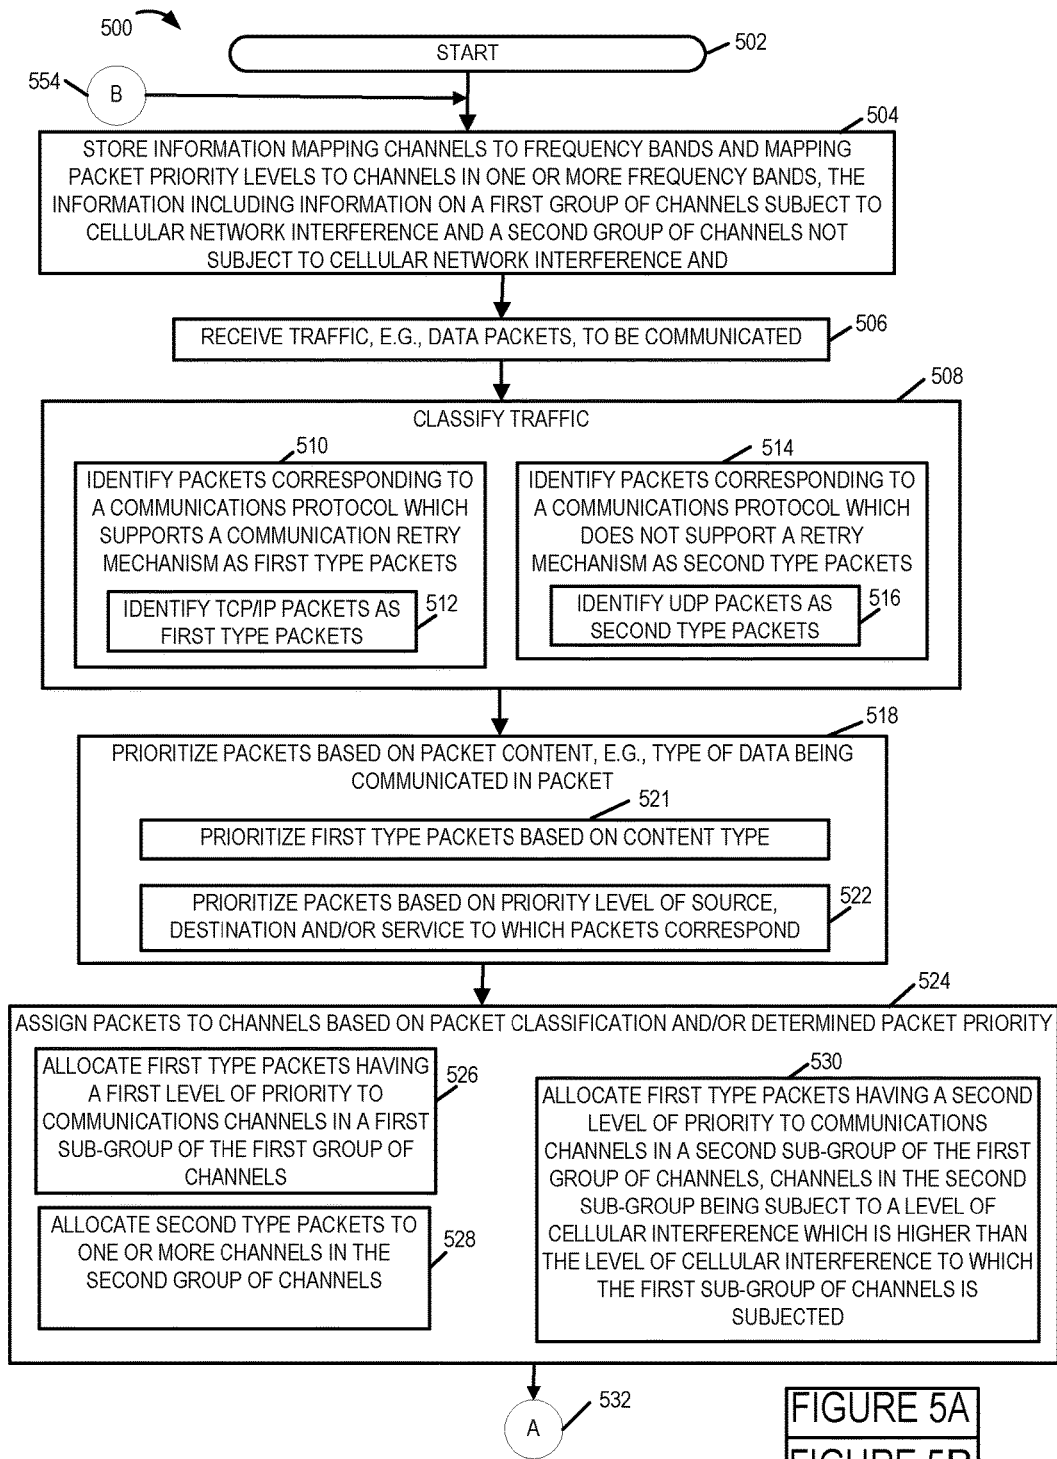 500
START
502
554
B
504
STORE INFORMATION MAPPING CHANNELS TO FREQUENCY BANDS AND MAPPING
PACKET PRIORITY LEVELS TO CHANNELS IN ONE OR MORE FREQUENCY BANDS, THE
INFORMATION INCLUDING INFORMATION ON A FIRST GROUP OF CHANNELS SUBJECT TO
CELLULAR NETWORK INTERFERENCE AND A SECOND GROUP OF CHANNELS NOT
SUBJECT TO CELLULAR NETWORK INTERFERENCE AND
RECEIVE TRAFFIC, E.G., DATA PACKETS, TO BE COMMUNICATED
506
508
CLASSIFY TRAFFIC
510
IDENTIFY PACKETS CORRESPONDING TO
A COMMUNICATIONS PROTOCOL WHICH
SUPPORTS A COMMUNICATION RETRY
MECHANISM AS FIRST TYPE PACKETS
IDENTIFY TCP/IP PACKETS AS
FIRST TYPE PACKETS
512
514
IDENTIFY PACKETS CORRESPONDING TO
A COMMUNICATIONS PROTOCOL WHICH
DOES NOT SUPPORT A RETRY
MECHANISM AS SECOND TYPE PACKETS
IDENTIFY UDP PACKETS AS
SECOND TYPE PACKETS
516
518
PRIORITIZE PACKETS BASED ON PACKET CONTENT, E.G., TYPE OF DATA BEING
COMMUNICATED IN PACKET
521
PRIORITIZE FIRST TYPE PACKETS BASED ON CONTENT TYPE
PRIORITIZE PACKETS BASED ON PRIORITY LEVEL OF SOURCE,
DESTINATION AND/OR SERVICE TO WHICH PACKETS CORRESPOND
522
524
ASSIGN PACKETS TO CHANNELS BASED ON PACKET CLASSIFICATION AND/OR DETERMINED PACKET PRIORITY
ALLOCATE FIRST TYPE PACKETS HAVING
A FIRST LEVEL OF PRIORITY TO
COMMUNICATIONS CHANNELS IN A FIRST
SUB-GROUP OF THE FIRST GROUP OF
CHANNELS
526
ALLOCATE SECOND TYPE PACKETS TO
ONE OR MORE CHANNELS IN THE
SECOND GROUP OF CHANNELS
528
530
ALLOCATE FIRST TYPE PACKETS HAVING A SECOND
LEVEL OF PRIORITY TO COMMUNICATIONS
CHANNELS IN A SECOND SUB-GROUP OF THE FIRST
GROUP OF CHANNELS, CHANNELS IN THE SECOND
SUB-GROUP BEING SUBJECT TO A LEVEL OF
CELLULAR INTERFERENCE WHICH IS HIGHER THAN
THE LEVEL OF CELLULAR INTERFERENCE TO WHICH
THE FIRST SUB-GROUP OF CHANNELS IS
SUBJECTED
A
532
FIGURE 5A
FIGURE 5B